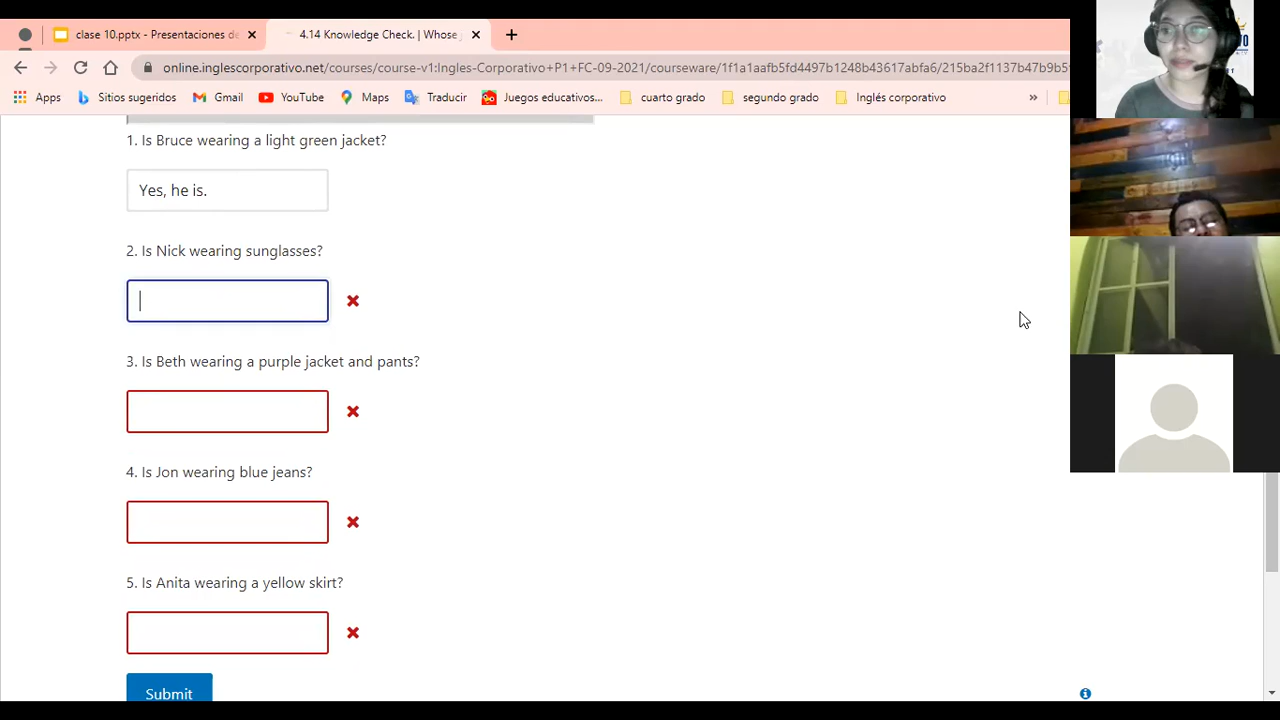 clase 10.pptx - Presentaciones de
4.14 Knowledge Check. | Whose
online.inglescorporativo.net/courses/course-v1:Ingles-Corporativo+P1+FC-09-2021/courseware/1f1a1aafb5fd4497b1248b43617abfa6/215ba2f1137b47b9b5
Apps
Sitios sugeridos
Gmail
YouTube
Maps
Traducir
Juegos educativos...
cuarto grado
segundo grado
Inglés corporativo
»
1. Is Bruce wearing a light green jacket?
Yes, he is.
2. Is Nick wearing sunglasses?
3. Is Beth wearing a purple jacket and pants?
4. Is Jon wearing blue jeans?
5. Is Anita wearing a yellow skirt?
Submit